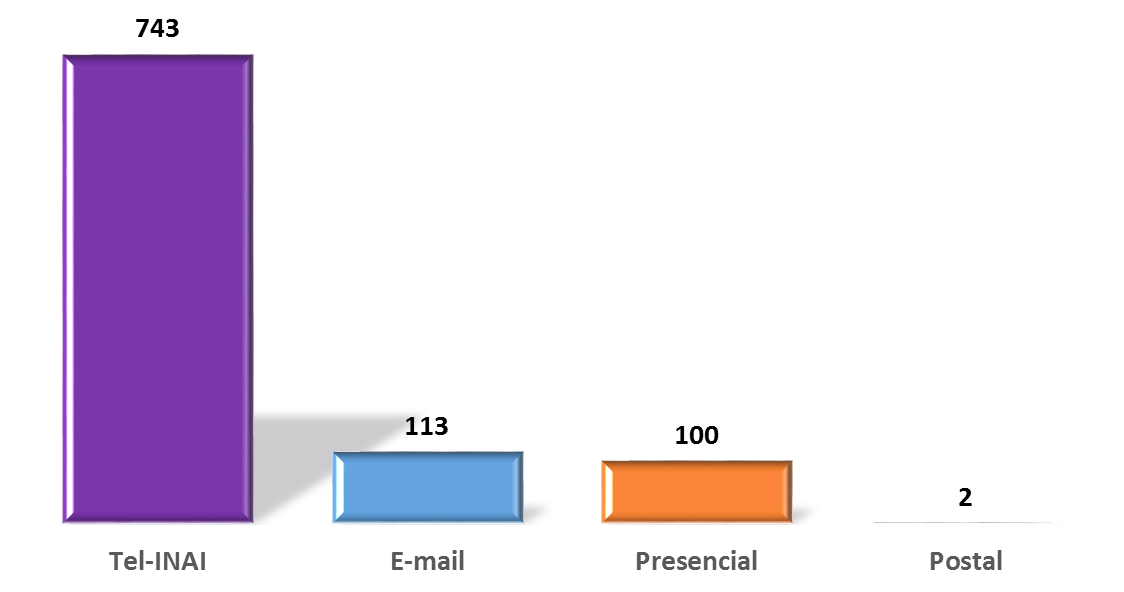 743
113
100
2
Tel-INAI
E-mail
Presencial
Postal